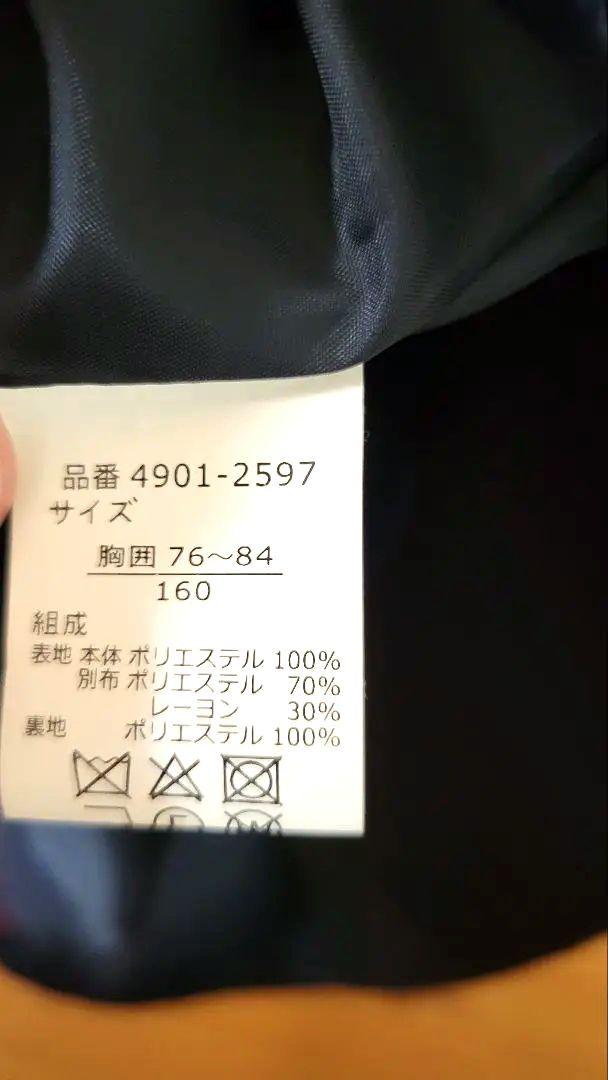 品番 4901-2597
サイズ
胸囲 76～84
160
組成
表地 本体 ポリエステル 100%
別布 ポリエステル 70%
レーヨン 30%
裏地 ポリエステル 100%